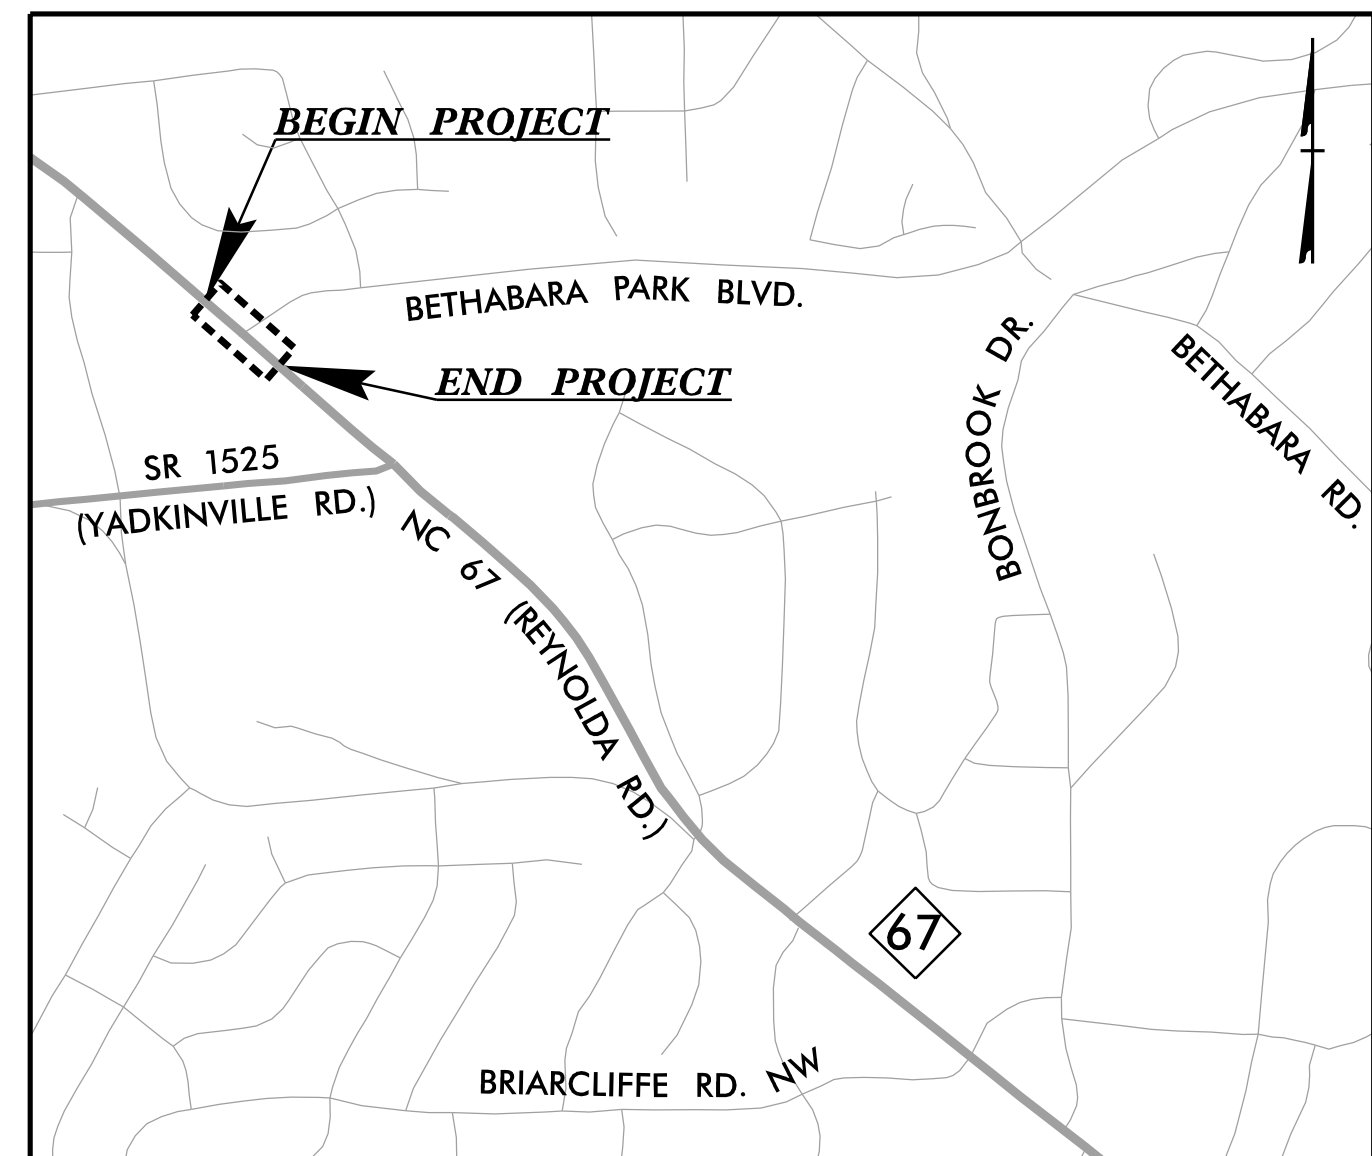 BEGIN PROJECT
BETHABARA PARK BLVD.
END PROJECT
BONBROOK DR.
BETHABARA RD.
SR 1525
(YADKINVILLE RD.)
NC 67 (REYNOLDA RD.)
67
BRIARCLIFFE RD. NW